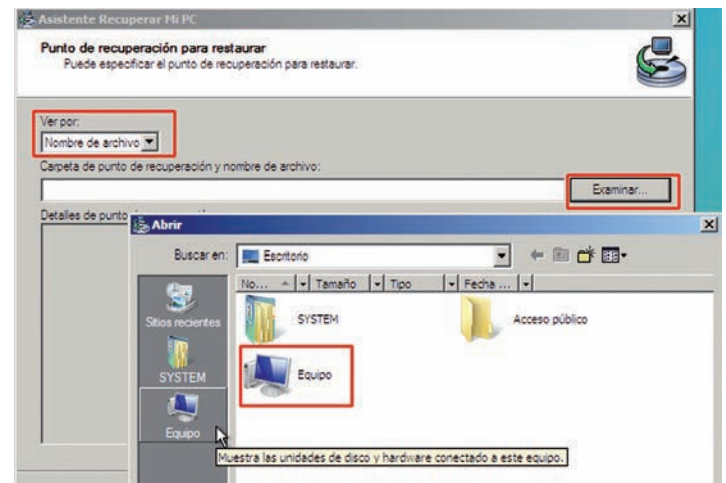 Asistente Recuperar Mi PC
Punto de recuperación para restaurar
Puede especificar el punto de recuperación para restaurar.
Ver por:
Nombre de archivo
Carpeta de punto de recuperación y nombre de archivo:
Examinar...
Detalles de punto
Abrir
Buscar en: Escritorio
No... Tamaño Tipo Fecha ...
Sitios recientes
SYSTEM Acceso público
SYSTEM
Equipo
Equipo
Muestra las unidades de disco y hardware conectado a este equipo.